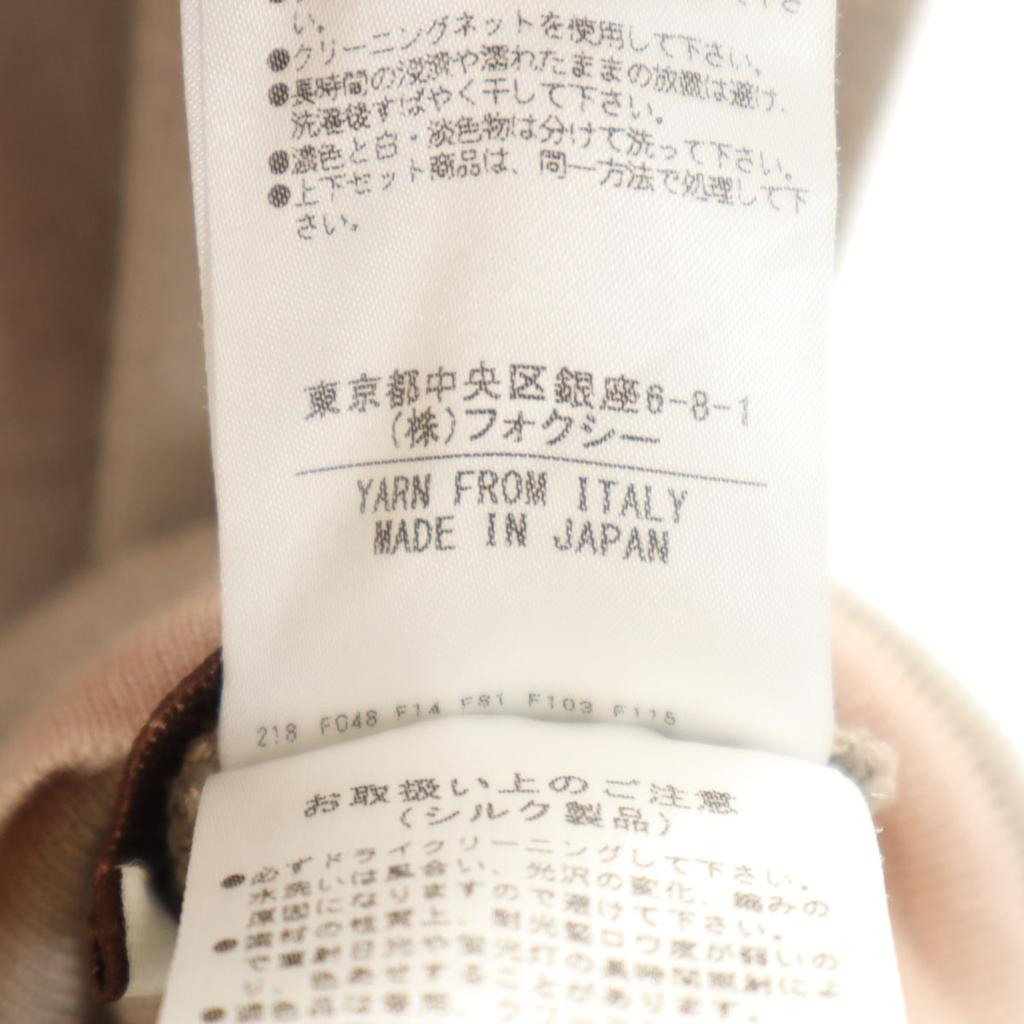 い。
●クリーニングネットを使用して下さい。
●長時間の浸漬や濡れたままの放置は避け、
洗濯後すばやく干して下さい。
●濃色と白・淡色物は分けて洗って下さい。
●上下セット商品は、同一方法で処理して下
さい。
東京都中央区銀座6-8-1
(株)フォクシー
YARN FROM ITALY
MADE IN JAPAN
218 F048 F14 F81 F103 F115
お取扱い上のご注意
(シルク製品)
●必ずドライクリーニングして下さい。
水洗いは風合い、光沢の変化、縮みの
原因になりますので避けて下さい。
●素材の性質上、耐光堅ロウ度が弱いの
で直射日光や蛍光灯の長時間照射によ
り、色あせすることがあります。
●濃色品は着用、クリー